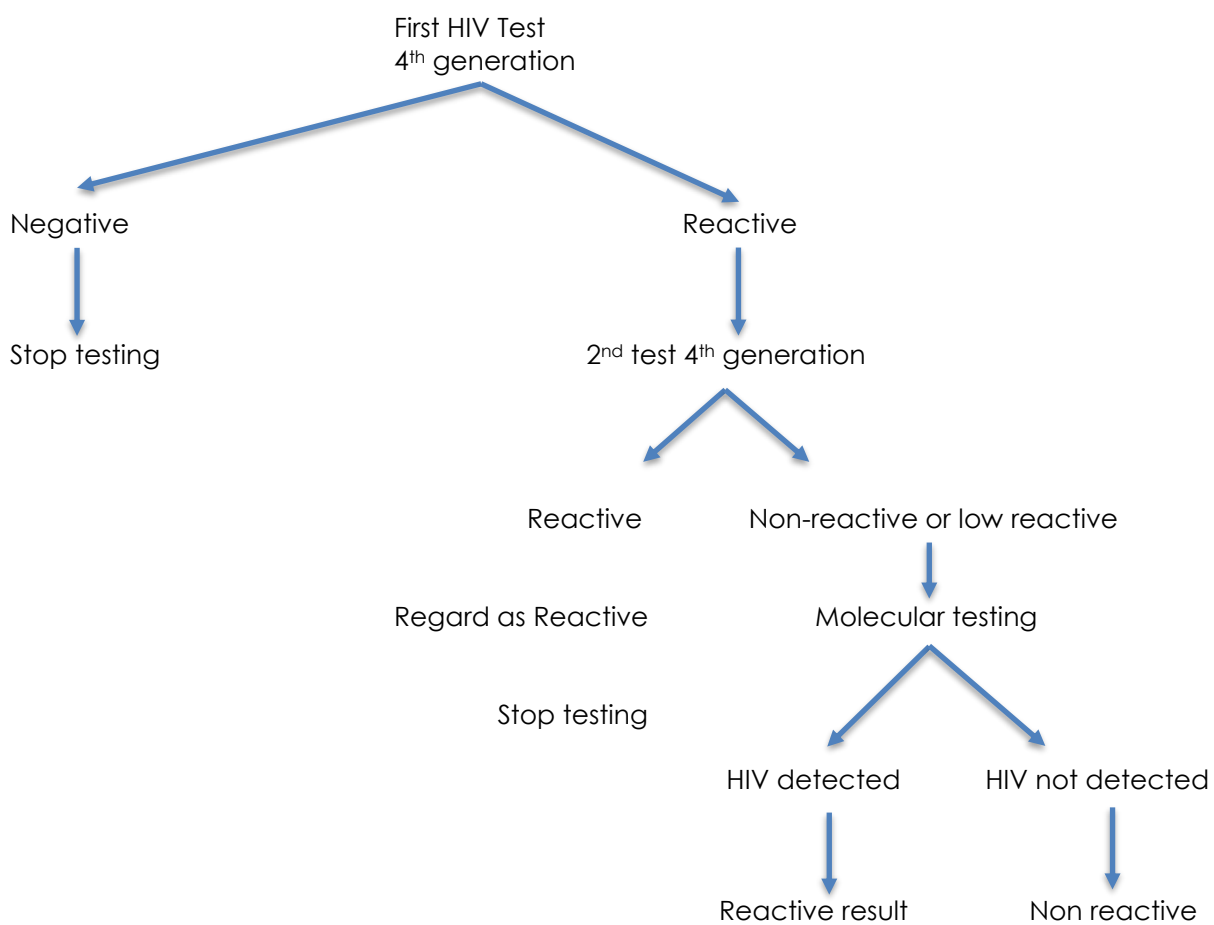 First HIV Test
4th generation
Negative
Reactive
Stop testing
2nd test 4th generation
Reactive
Non-reactive or low reactive
Regard as Reactive
Molecular testing
Stop testing
HIV detected
HIV not detected
Reactive result
Non reactive